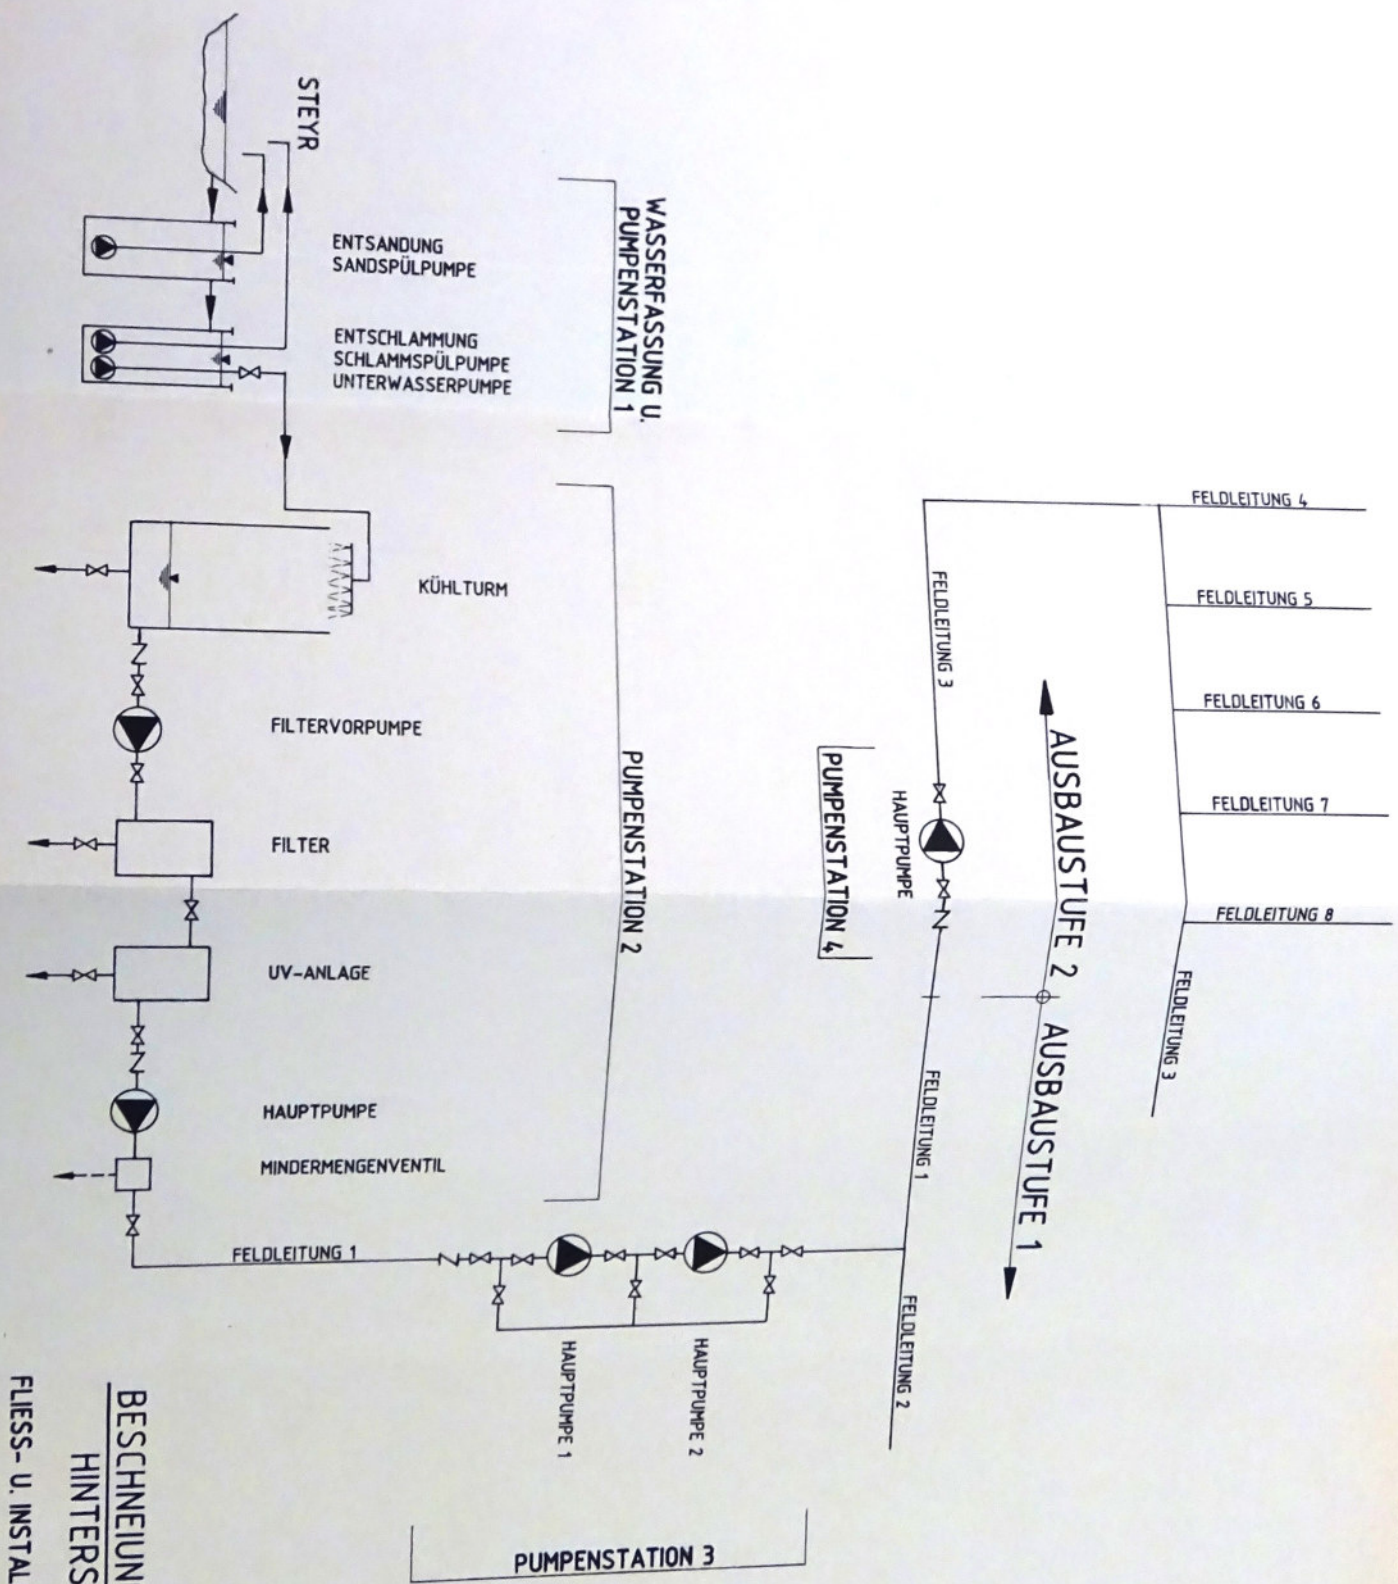 STEYR
WASSERFASSUNG U.
PUMPENSTATION 1
ENTSANDUNG
SANDSPÜLPUMPE
ENTSCHLAMMUNG
SCHLAMMSPÜLPUMPE
UNTERWASSERPUMPE
KÜHLTURM
FILTERVORPUMPE
FILTER
UV-ANLAGE
HAUPTPUMPE
MINDERMENGENVENTIL
PUMPENSTATION 2
FELDLEITUNG 1
HAUPTPUMPE 1
HAUPTPUMPE 2
PUMPENSTATION 3
FELDLEITUNG 2
FELDLEITUNG 1
PUMPENSTATION 4
HAUPTPUMPE
FELDLEITUNG 3
AUSBAUSTUFE 2
AUSBAUSTUFE 1
FELDLEITUNG 4
FELDLEITUNG 5
FELDLEITUNG 6
FELDLEITUNG 7
FELDLEITUNG 8
FELDLEITUNG 3
BESCHNEIUN
HINTERS
FLIESS- U. INSTAL